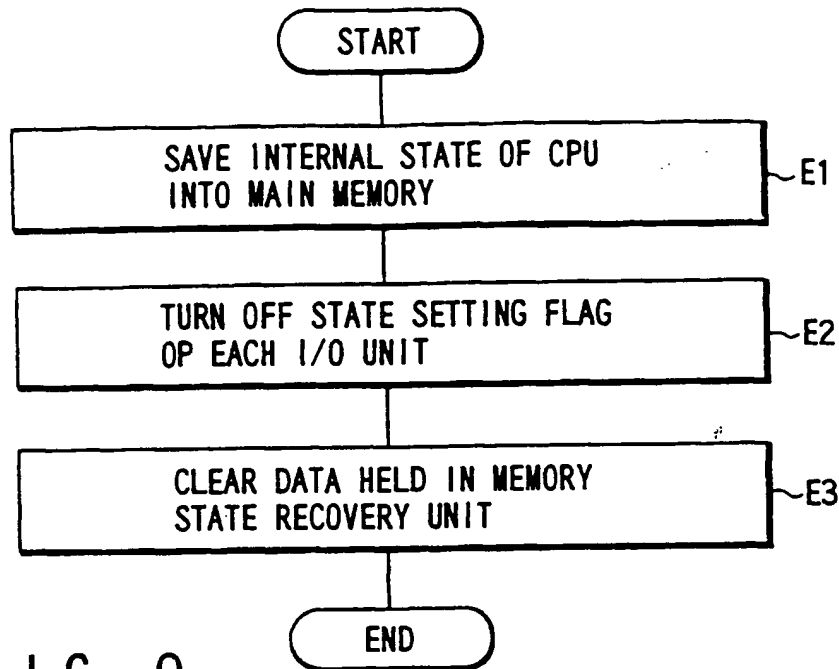 START
SAVE INTERNAL STATE OF CPU
INTO MAIN MEMORY
E1
TURN OFF STATE SETTING FLAG
OP EACH I/O UNIT
E2
CLEAR DATA HELD IN MEMORY
STATE RECOVERY UNIT
E3
END